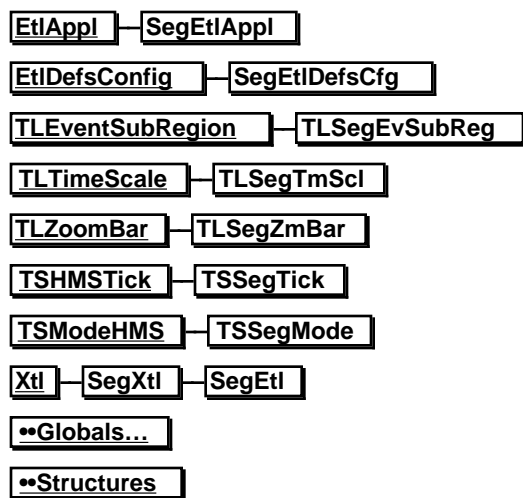 EtlAppl SegEtlAppl
EtlDefsConfig SegEtlDefsCfg
TLEventSubRegion TLSegEvSubReg
TLTimeScale TLSegTmScl
TLZoomBar TLSegZmBar
TSHMSTick TSSegTick
TSModeHMS TSSegMode
Xtl SegXtl SegEtl
••Globals…
••Structures